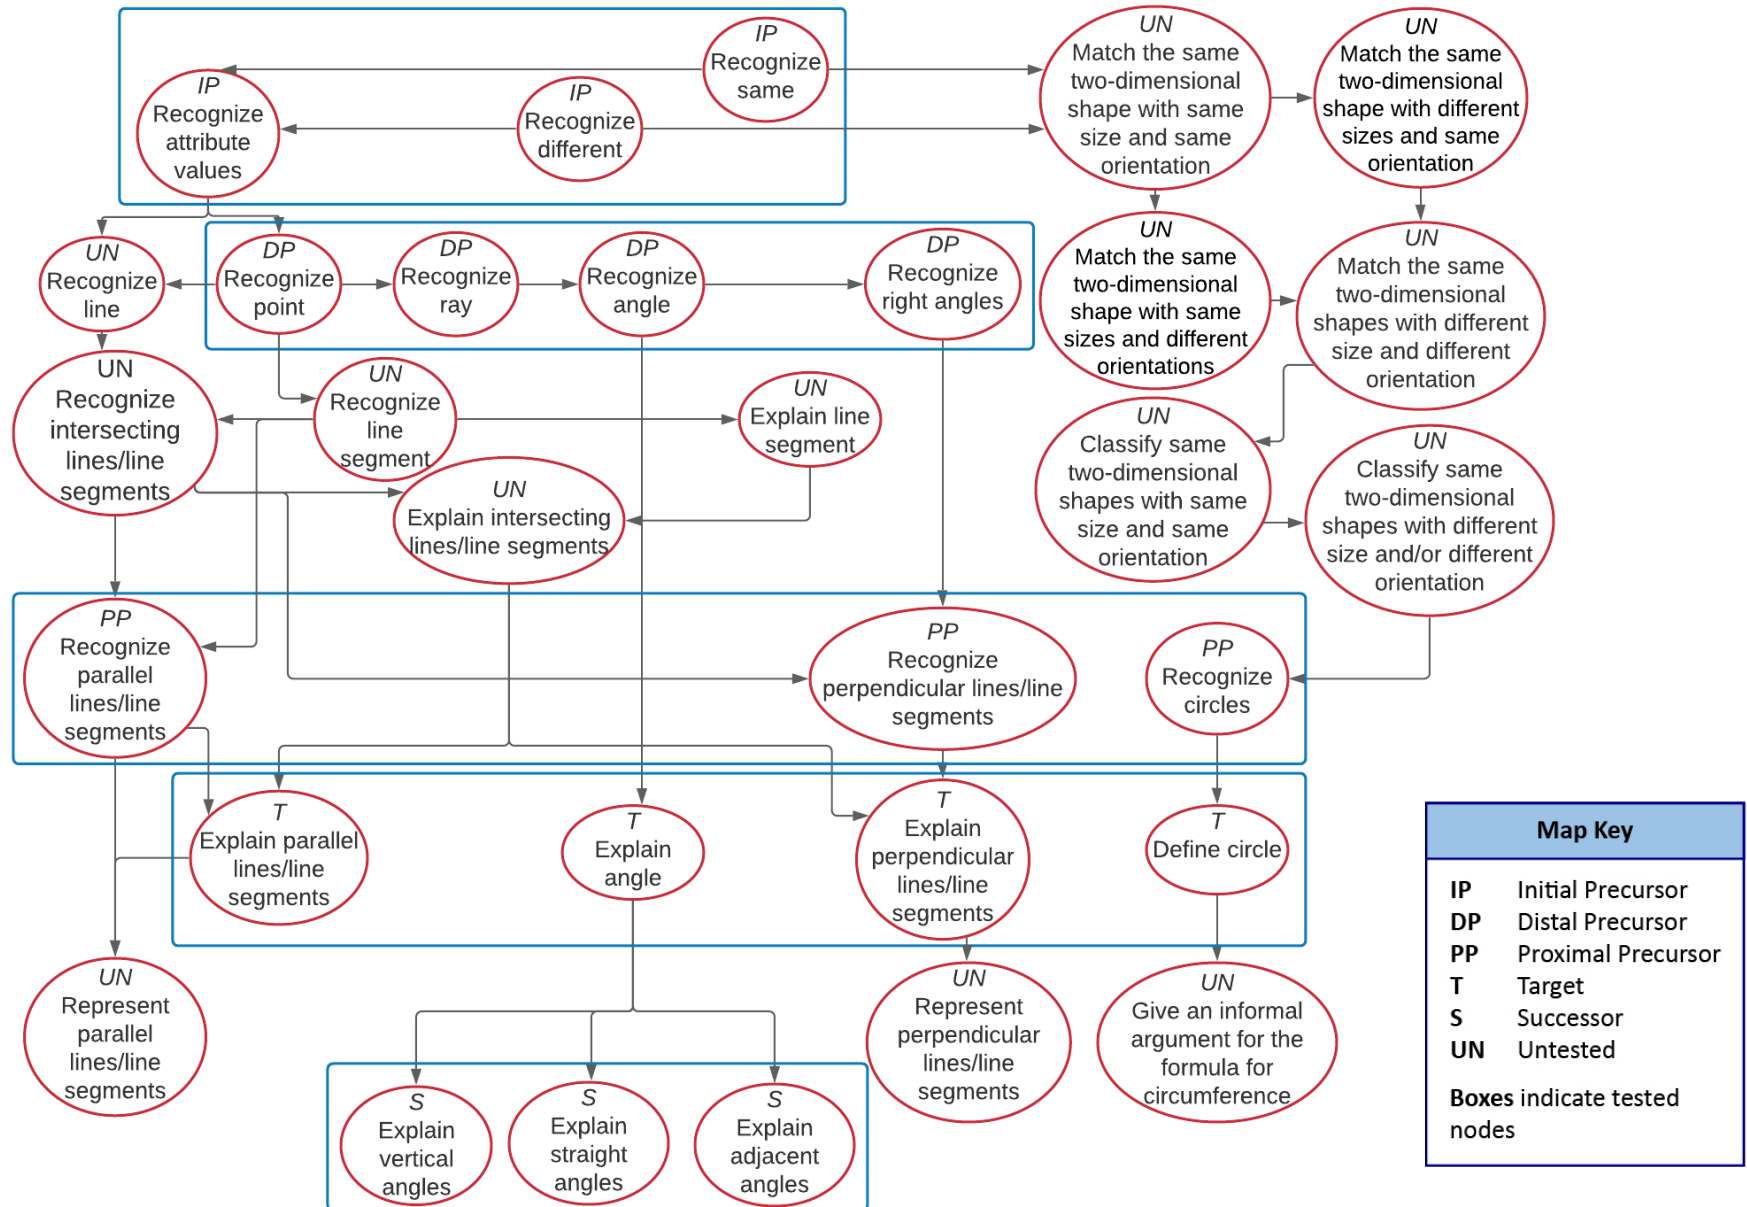 IP
Recognize
same
IP
Recognize
different
IP
Recognize
attribute
values
UN
Match the same
two-dimensional
shape with same
size and same
orientation
UN
Match the same
two-dimensional
shape with different
sizes and same
orientation
UN
Recognize
line
DP
Recognize
point
DP
Recognize
ray
DP
Recognize
angle
DP
Recognize
right angles
UN
Match the same
two-dimensional
shape with same
sizes and different
orientations
UN
Match the same
two-dimensional
shapes with different
size and different
orientation
UN
Recognize
intersecting
lines/line
segments
UN
Recognize
line
segment
UN
Explain line
segment
UN
Explain intersecting
lines/line segments
UN
Classify same
two-dimensional
shapes with same
size and same
orientation
UN
Classify same
two-dimensional
shapes with different
size and/or different
orientation
PP
Recognize
parallel
lines/line
segments
PP
Recognize
perpendicular lines/line
segments
PP
Recognize
circles
T
Explain parallel
lines/line
segments
T
Explain
angle
T
Explain
perpendicular
lines/line
segments
T
Define circle
UN
Represent
parallel
lines/line
segments
UN
Represent
perpendicular
lines/line
segments
UN
Give an informal
argument for the
formula for
circumference
S
Explain
vertical
angles
S
Explain
straight
angles
S
Explain
adjacent
angles
Map Key
IP Initial Precursor
DP Distal Precursor
PP Proximal Precursor
T Target
S Successor
UN Untested
Boxes indicate tested
nodes